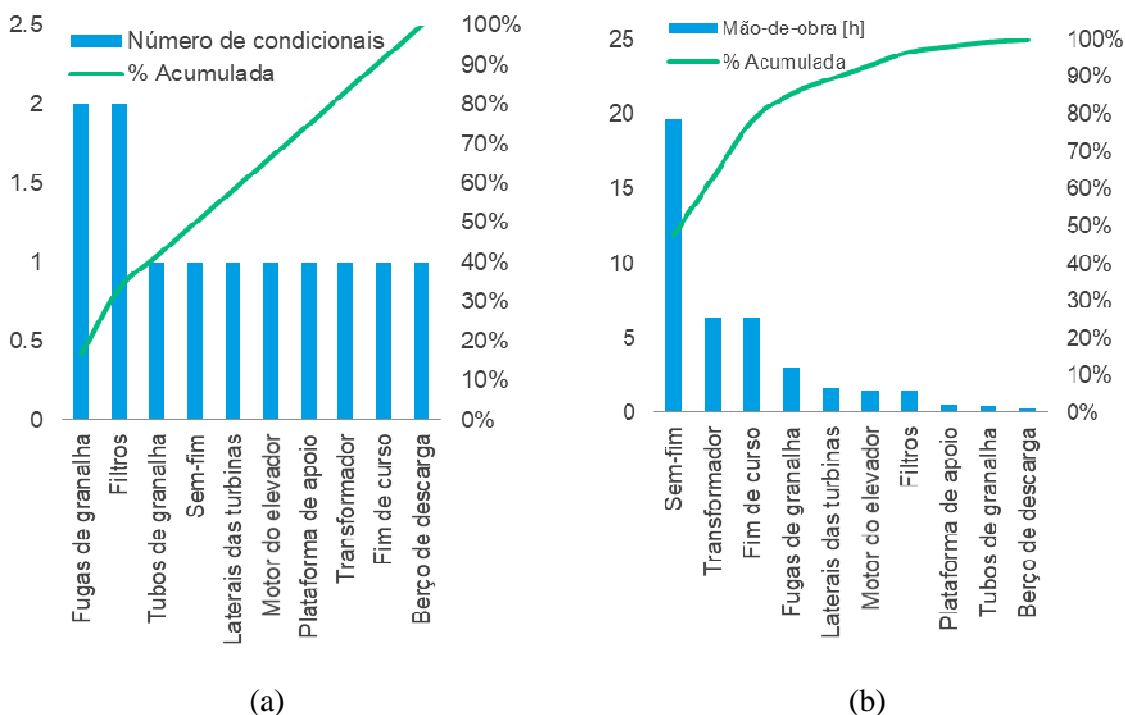 2.5
2
1.5
1
0.5
0
Número de condicionais
% Acumulada
100%
90%
80%
70%
60%
50%
40%
30%
20%
10%
0%
Fugas de granalha
Filtros
Tubos de granalha
Sem-fim
Laterais das turbinas
Motor do elevador
Plataforma de apoio
Transformador
Fim de curso
Berço de descarga
(a)
25
20
15
10
5
0
Mão-de-obra [h]
% Acumulada
100%
90%
80%
70%
60%
50%
40%
30%
20%
10%
0%
Sem-fim
Transformador
Fim de curso
Fugas de granalha
Laterais das turbinas
Motor do elevador
Filtros
Plataforma de apoio
Tubos de granalha
Berço de descarga
(b)